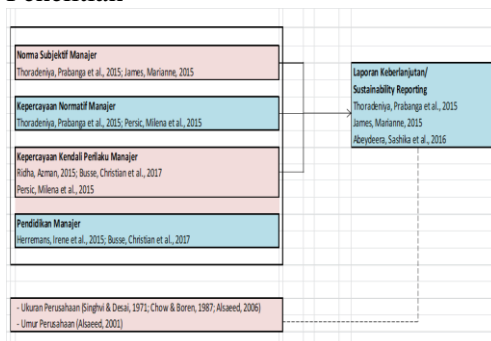 Penelitian
Norma Subjektif Manajer
Thoradeniya, Prabanga et al., 2015; James, Marianne, 2015
Kepercayaan Normatif Manajer
Thoradeniya, Prabanga et al., 2015; Persic, Milena et al., 2015
Kepercayaan Kendali Perilaku Manajer
Ridha, Azman, 2015; Busse, Christian et al., 2017
Persic, Milena et al., 2015
Pendidikan Manajer
Herremans, Irene et al., 2015; Busse, Christian et al., 2017
Laporan Keberlanjutan/
Sustainability Reporting
Thoradeniya, Prabanga et al., 2015
James, Marianne, 2015
Abeydeera, Sashika et al., 2016
- Ukuran Perusahaan (Singhvi & Desai, 1971; Chow & Boren, 1987; Alsaeed, 2006)
- Umur Perusahaan (Alsaeed, 2001)